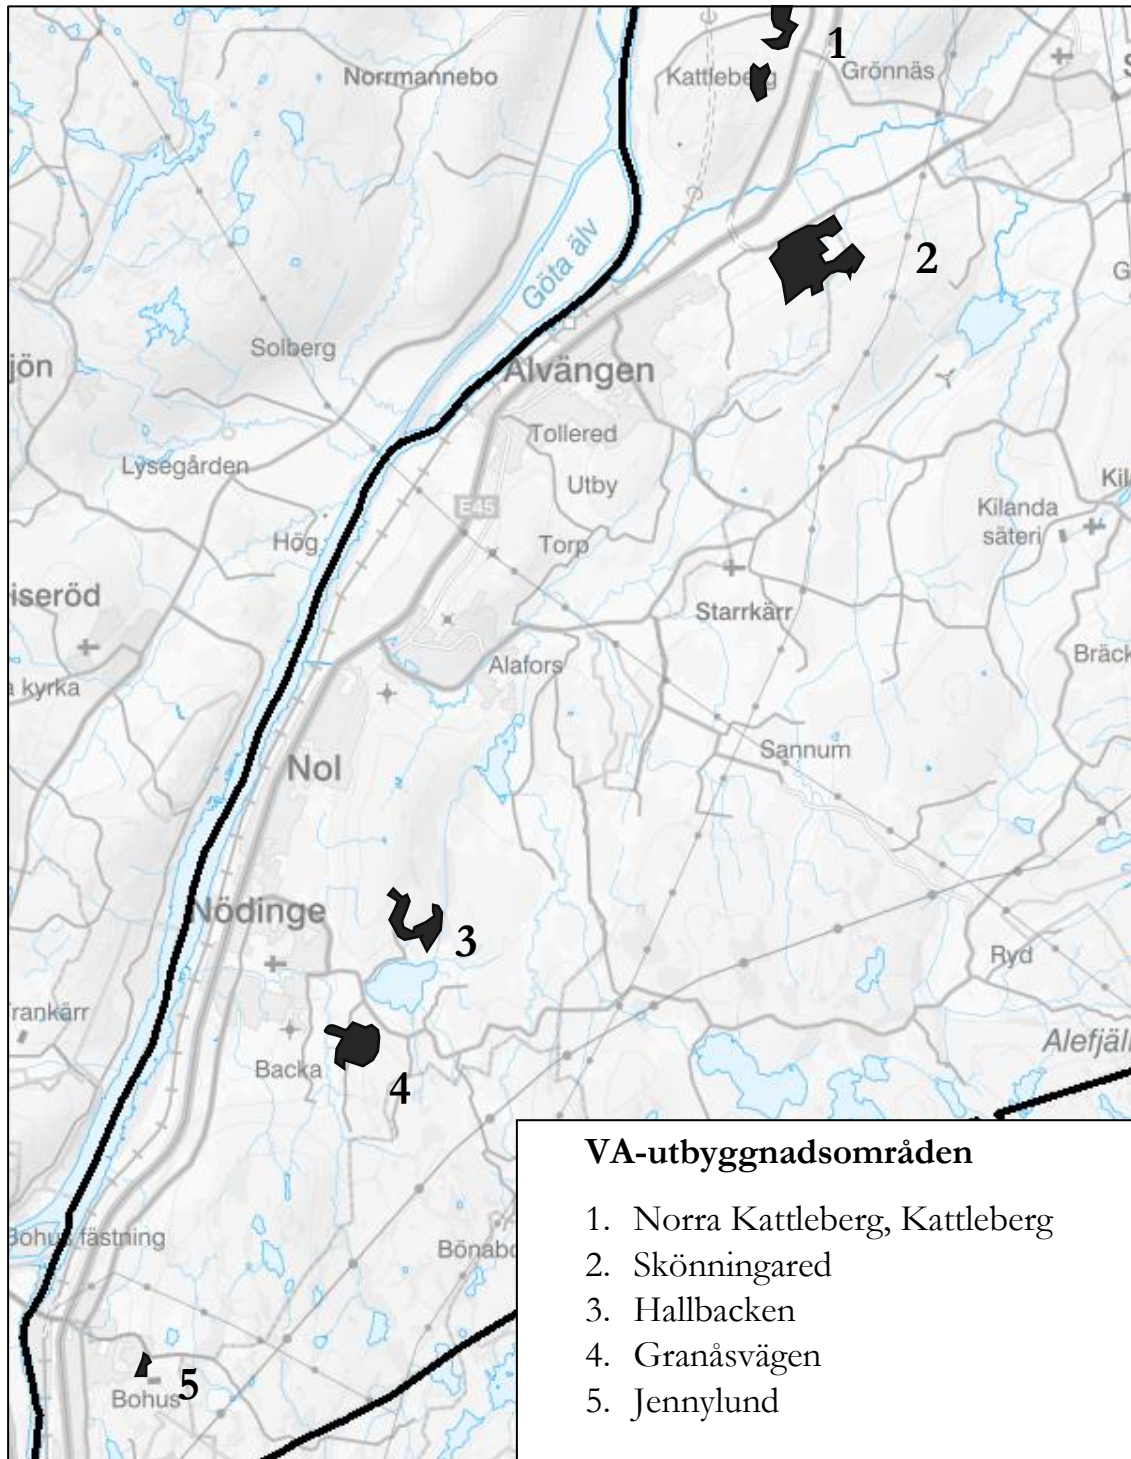 1
Norrmannebo
Kattleberg
Grönnäs
S
2
Göta älv
G
Solberg
jön
Älvängen
Tollered
Lysegården
Utby
Kil
E45
Kilanda
säteri
Hög
Torp
iseröd
Starrkärr
Alafors
Bräck
a kyrka
Sannum
Nol
Nödinge
3
Ryd
rankärr
Alefjäll
Backa
4
VA-utbyggnadsområden
1. Norra Kattleberg, Kattleberg
2. Skönningared
3. Hallbacken
4. Granåsvägen
5. Jennylund
Bohus fästning
Bönabo
5
Bohus